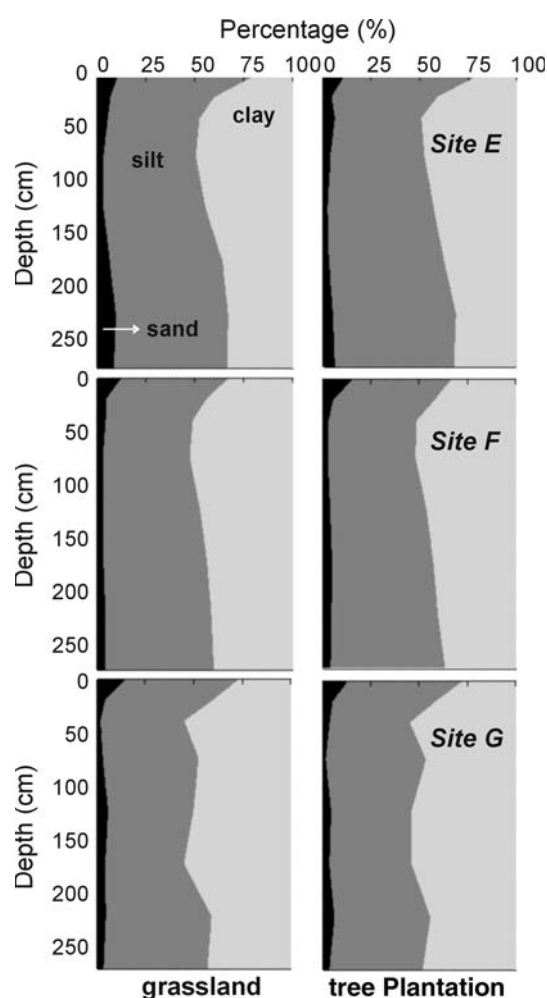 Percentage (%)
0 25 50 75 100 0 25 50 75 100
Depth (cm)
0
50
100
150
200
250
clay
silt
sand
Site E
Depth (cm)
0
50
100
150
200
250
Site F
Depth (cm)
0
50
100
150
200
250
Site G
grassland
tree Plantation